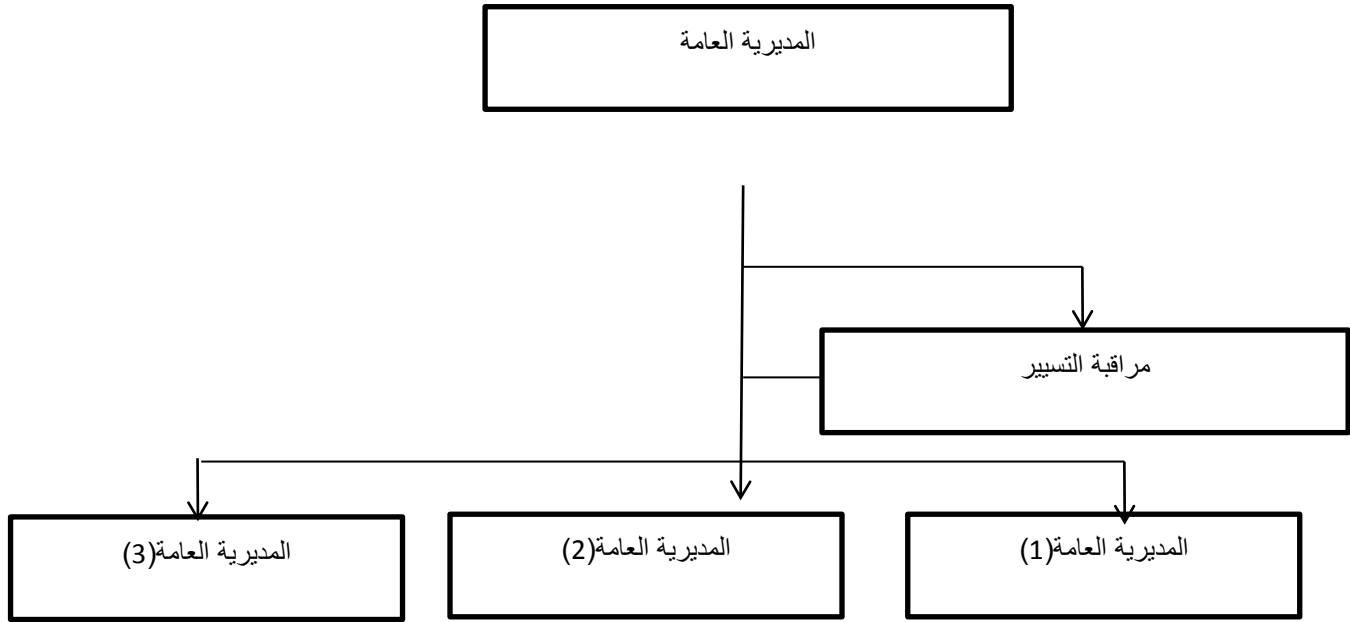 المديرية العامة
مراقبة التسيير
المديرية العامة(1)
المديرية العامة(2)
المديرية العامة(3)